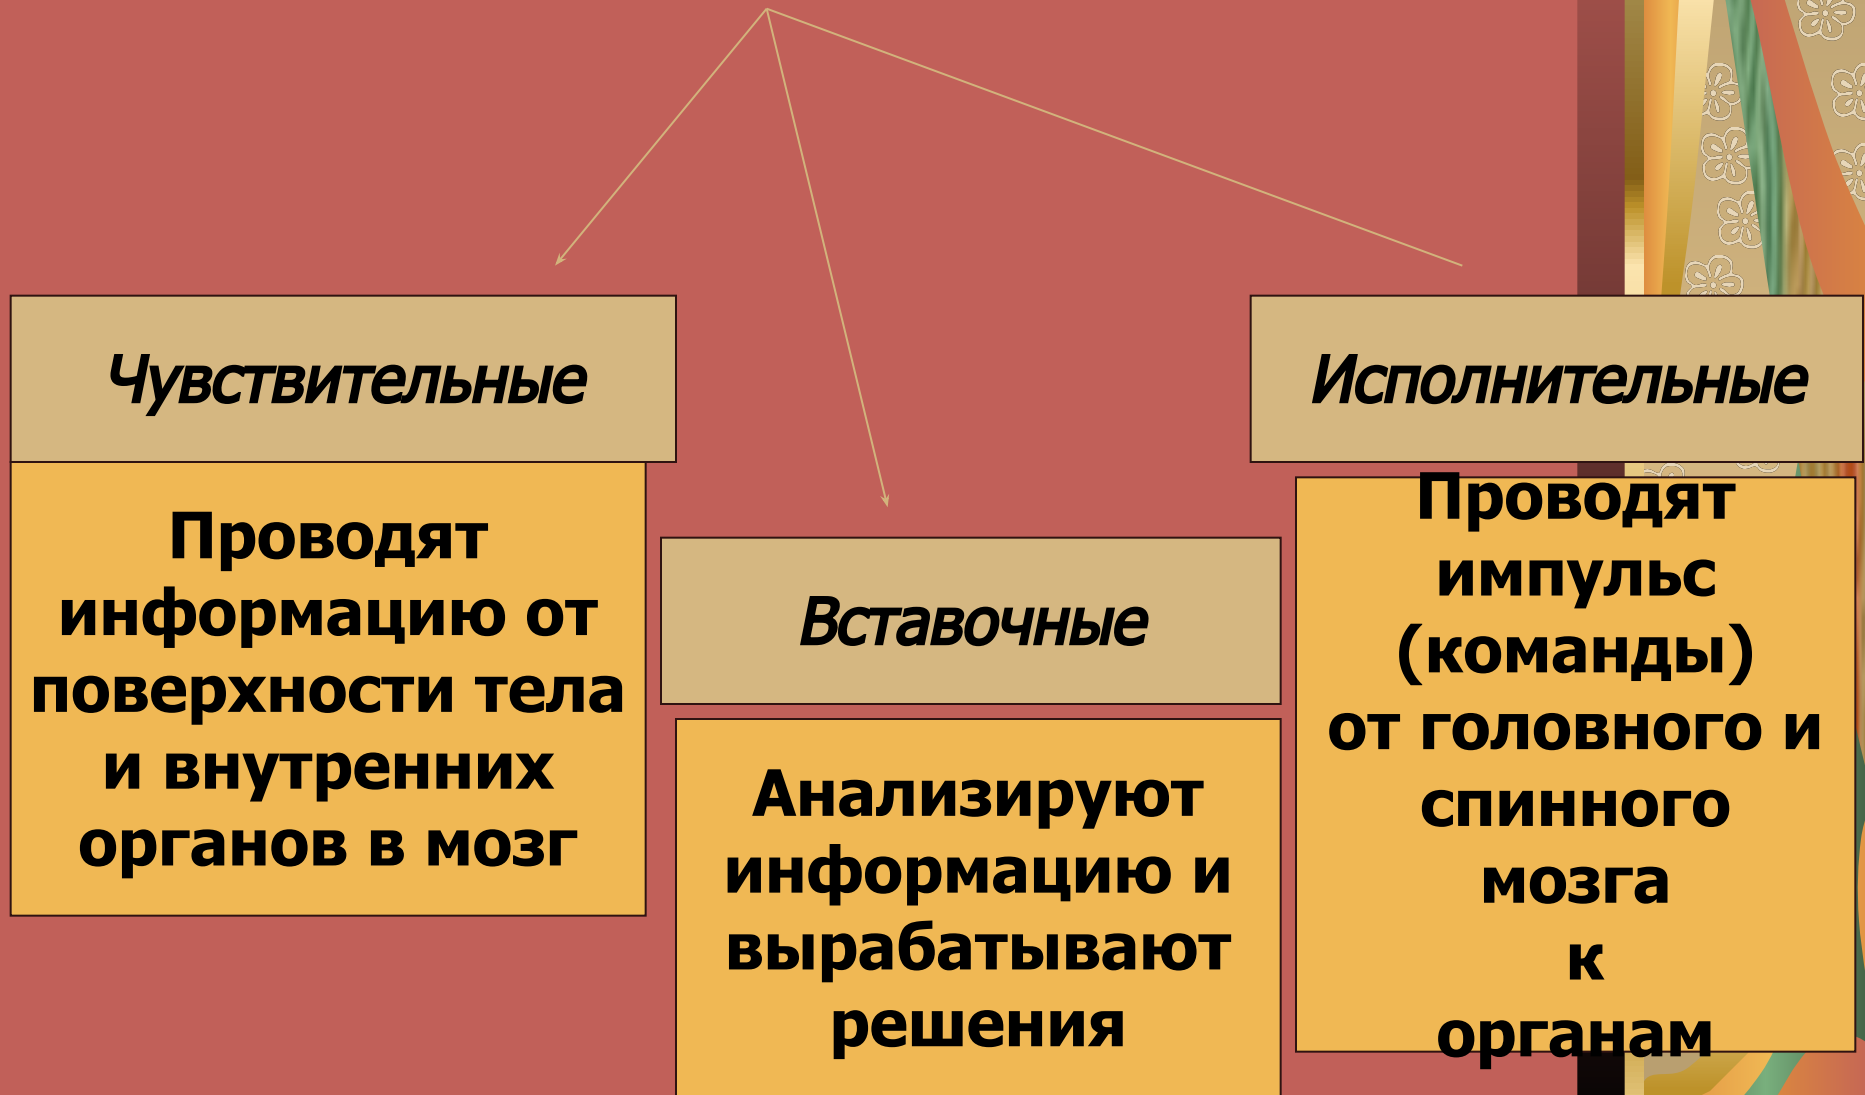 Чувствительные
Проводят
информацию от
поверхности тела
и внутренних
органов в мозг
Вставочные
Анализируют
информацию и
вырабатывают
решения
Исполнительные
Проводят
импульс
(команды)
от головного и
спинного
мозга
к
органам